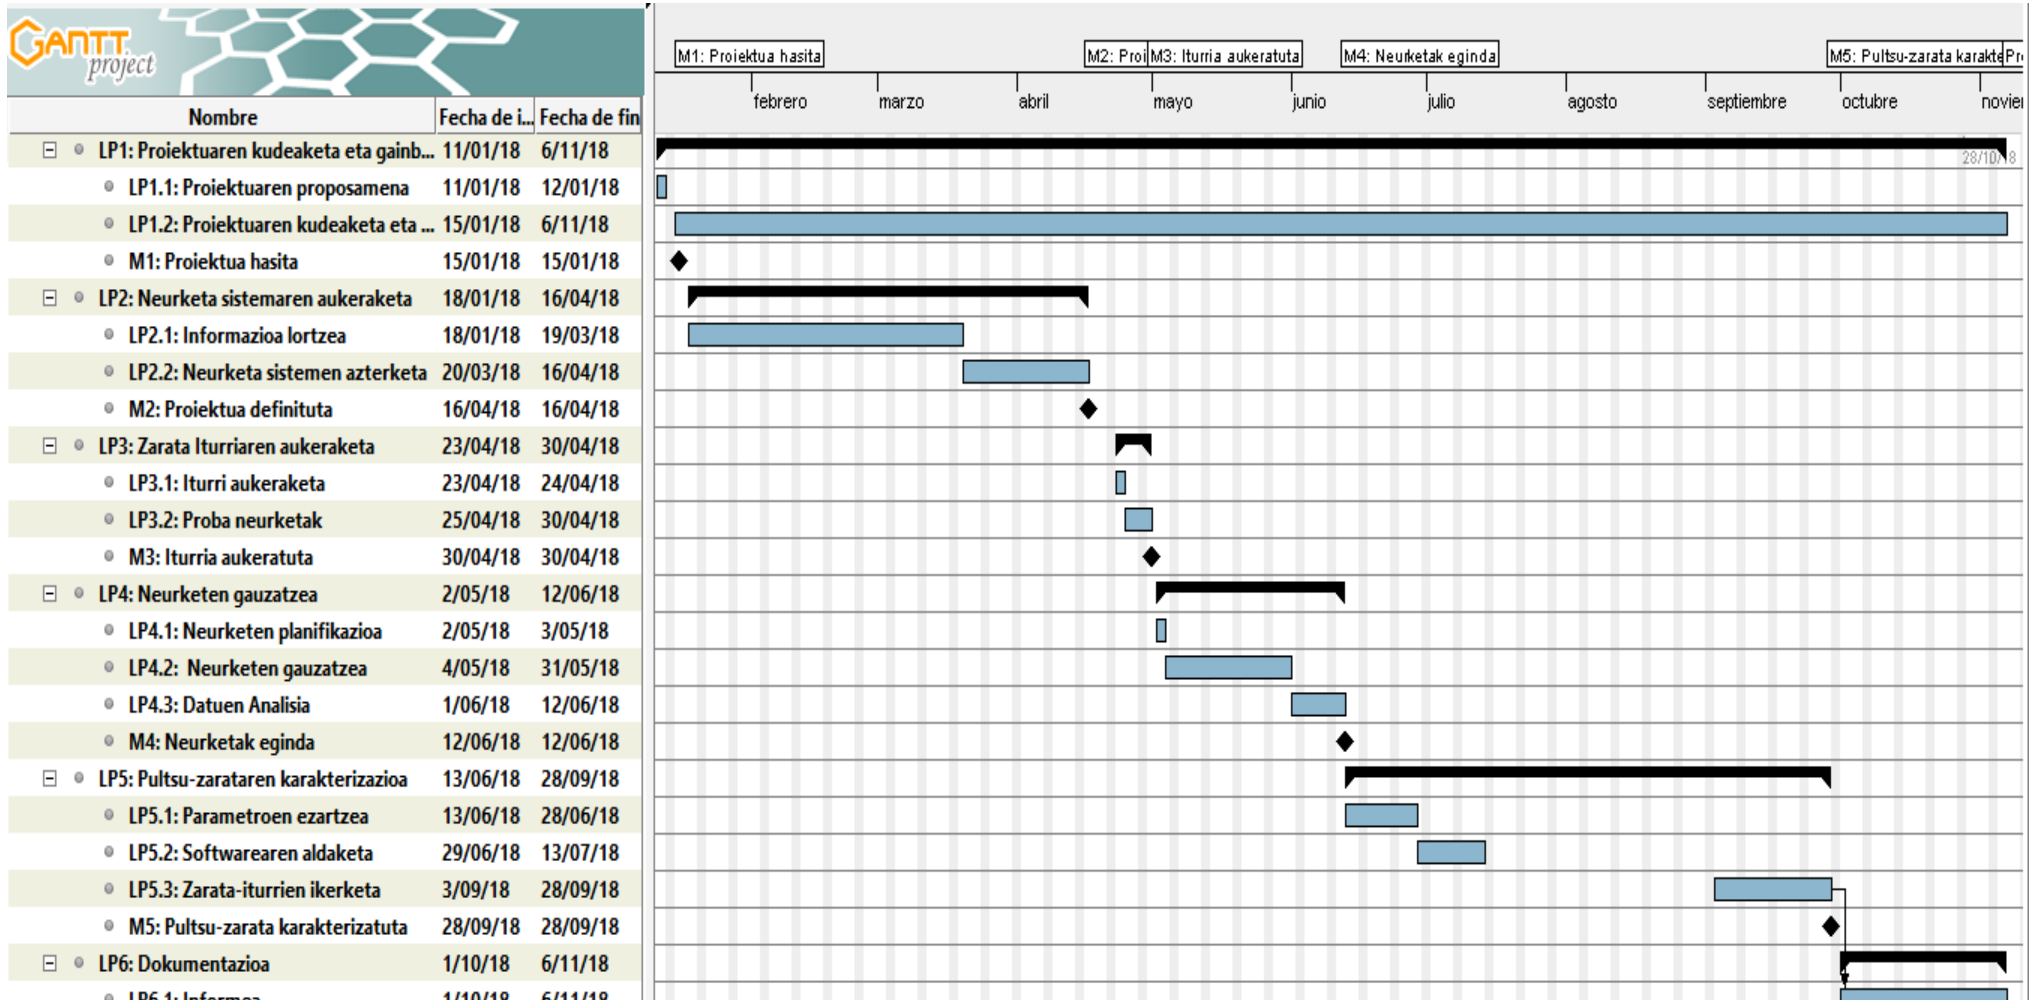 GANTT
project
M1: Proiektua hasita
M2: Proi
M3: Iturria aukeratuta
M4: Neurketak eginda
M5: Pultsu-zarata karakte
febrero
marzo
abril
mayo
junio
julio
agosto
septiembre
octubre
Nombre Fecha de i... Fecha de fin
LP1: Proiektuaren kudeaketa eta gainb... 11/01/18 6/11/18
28/10/18
LP1.1: Proiektuaren proposamena 11/01/18 12/01/18
LP1.2: Proiektuaren kudeaketa eta ... 15/01/18 6/11/18
M1: Proiektua hasita 15/01/18 15/01/18
LP2: Neurketa sistemaren aukeraketa 18/01/18 16/04/18
LP2.1: Informazioa lortzea 18/01/18 19/03/18
LP2.2: Neurketa sistemen azterketa 20/03/18 16/04/18
M2: Proiektua definituta 16/04/18 16/04/18
LP3: Zarata Iturriaren aukeraketa 23/04/18 30/04/18
LP3.1: Iturri aukeraketa 23/04/18 24/04/18
LP3.2: Proba neurketak 25/04/18 30/04/18
M3: Iturria aukeratuta 30/04/18 30/04/18
LP4: Neurketen gauzatzea 2/05/18 12/06/18
LP4.1: Neurketen planifikazioa 2/05/18 3/05/18
LP4.2: Neurketen gauzatzea 4/05/18 31/05/18
LP4.3: Datuen Analisia 1/06/18 12/06/18
M4: Neurketak eginda 12/06/18 12/06/18
LP5: Pultsu-zarataren karakterizazioa 13/06/18 28/09/18
LP5.1: Parametroen ezartzea 13/06/18 28/06/18
LP5.2: Softwarearen aldaketa 29/06/18 13/07/18
LP5.3: Zarata-iturrien ikerketa 3/09/18 28/09/18
M5: Pultsu-zarata karakterizatuta 28/09/18 28/09/18
LP6: Dokumentazioa 1/10/18 6/11/18
LP6.1: Informea 1/10/18 6/11/18